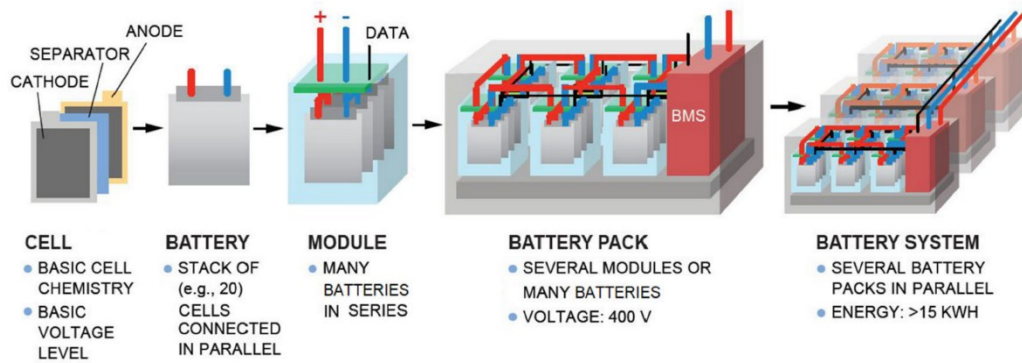 ANODE
SEPARATOR
CATHODE
+ -
DATA
BMS
CELL
BASIC CELL
CHEMISTRY
BASIC
VOLTAGE
LEVEL
BATTERY
STACK OF
(e.g., 20)
CELLS
CONNECTED
IN PARALLEL
MODULE
MANY
BATTERIES
IN SERIES
BATTERY PACK
SEVERAL MODULES OR
MANY BATTERIES
VOLTAGE: 400 V
BATTERY SYSTEM
SEVERAL BATTERY
PACKS IN PARALLEL
ENERGY: >15 KWH